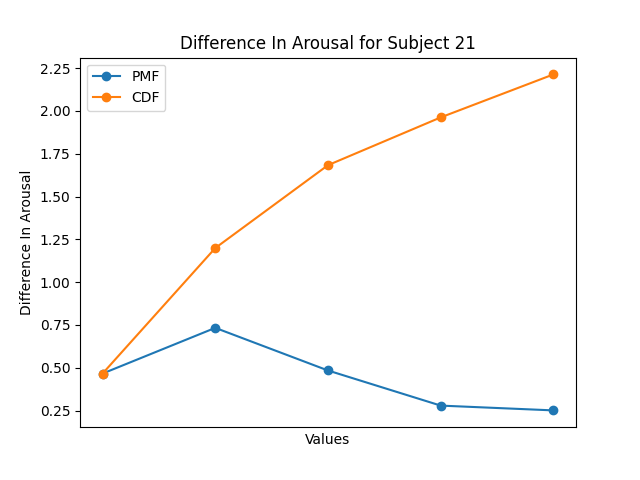 Difference In Arousal for Subject 21
PMF
CDF
2.25
2.00
1.75
1.50
1.25
1.00
0.75
0.50
0.25
Difference In Arousal
Values